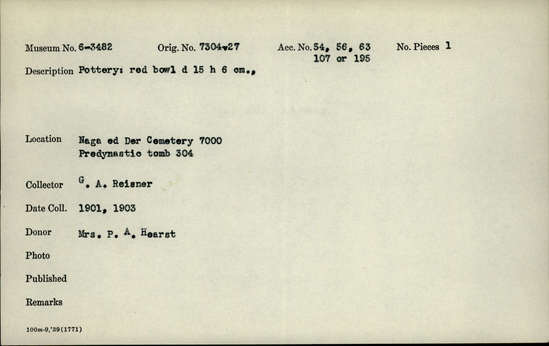 Museum No. 6-3482 Orig. No. 7304-27 Acc. No. 54, 56, 63 No. Pieces 1
107 or 195
Description Pottery: red bowl d 15 h 6 cm.,
Location Naga ed Der Cemetery 7000
Predynastic tomb 304
Collector G. A. Reisner
Date Coll. 1901, 1903
Donor Mrs. P. A. Hearst
Photo
Published
Remarks
100m-9,'39(1771)